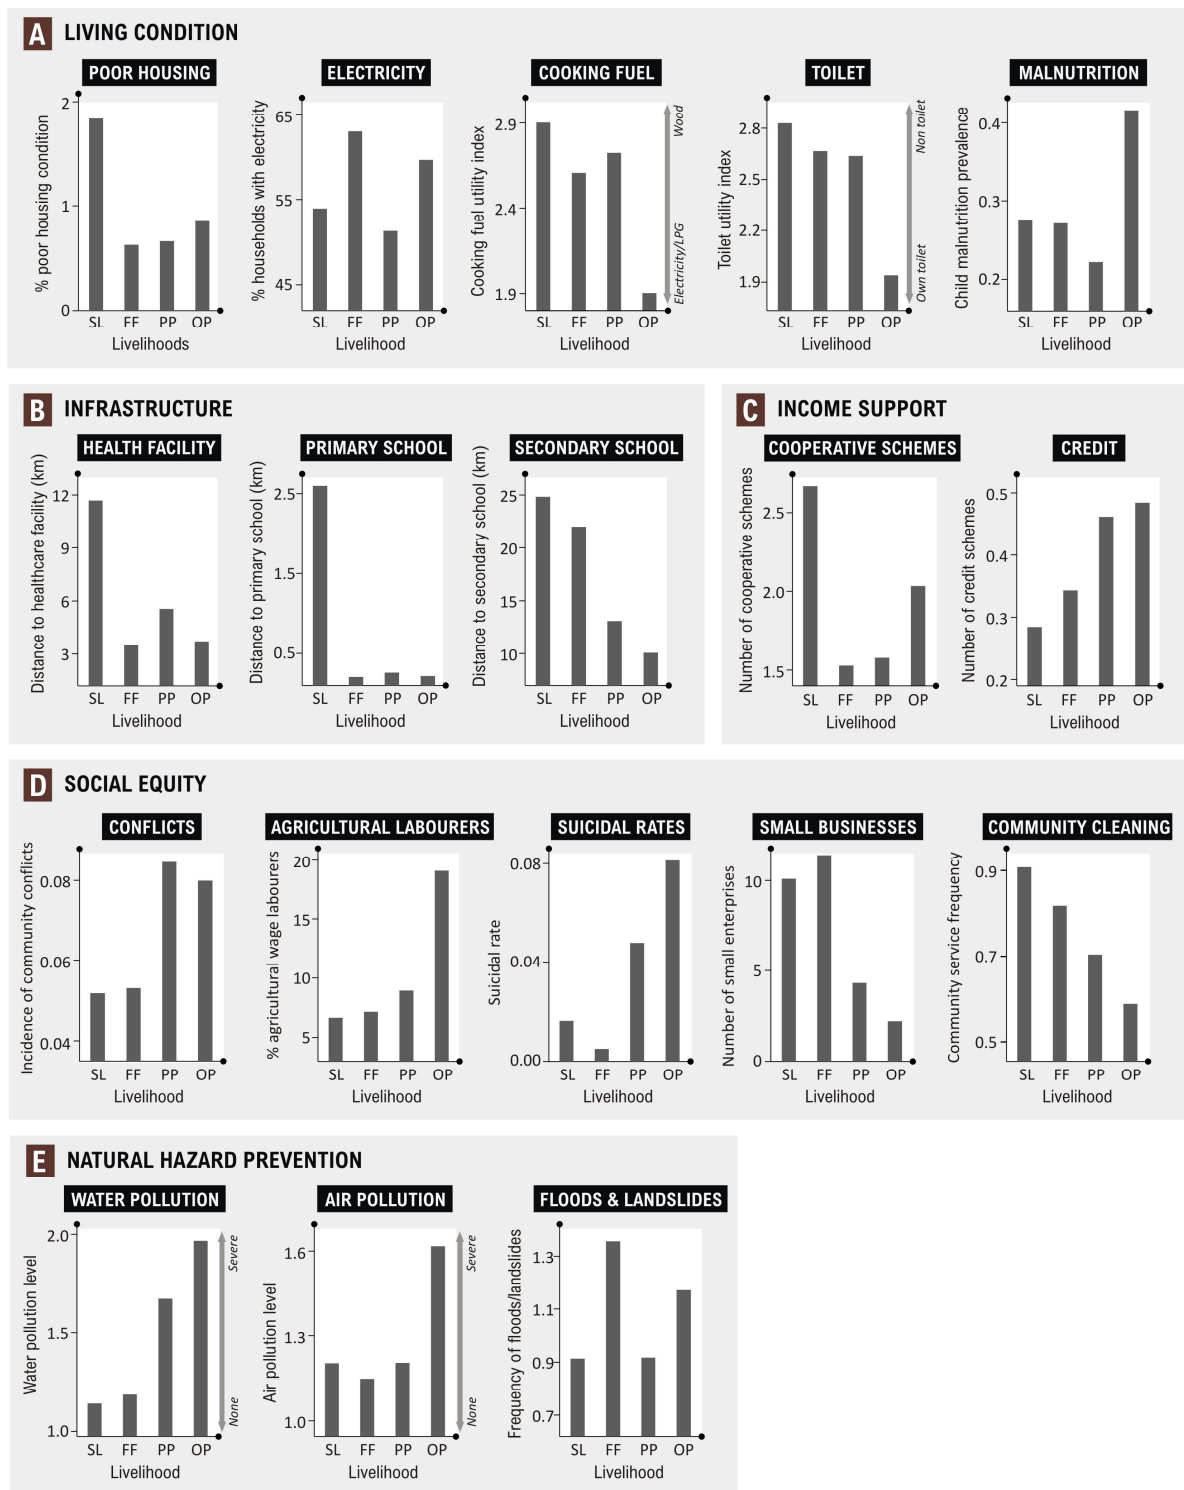 A LIVING CONDITION
POOR HOUSING
% poor housing condition
2
1
0
SL FF PP OP
Livelihoods
ELECTRICITY
% households with electricity
65
55
45
SL FF PP OP
Livelihood
COOKING FUEL
Cooking fuel utility index
2.9
2.4
1.9
Wood
Electricity/LPG
SL FF PP OP
Livelihood
TOILET
Toilet utility index
2.8
2.5
2.2
1.9
Non toilet
Own toilet
SL FF PP OP
Livelihood
MALNUTRITION
Child malnutrition prevalence
0.4
0.3
0.2
SL FF PP OP
Livelihood
B INFRASTRUCTURE
HEALTH FACILITY
Distance to healthcare facility (km)
12
9
6
3
SL FF PP OP
Livelihood
PRIMARY SCHOOL
Distance to primary school (km)
2.5
1.5
0.5
SL FF PP OP
Livelihood
SECONDARY SCHOOL
Distance to secondary school (km)
25
20
15
10
SL FF PP OP
Livelihood
C INCOME SUPPORT
COOPERATIVE SCHEMES
Number of cooperative schemes
2.5
2.0
1.5
SL FF PP OP
Livelihood
CREDIT
Number of credit schemes
0.5
0.4
0.3
0.2
SL FF PP OP
Livelihood
D SOCIAL EQUITY
CONFLICTS
Incidence of community conflicts
0.08
0.06
0.04
SL FF PP OP
Livelihood
AGRICULTURAL LABOURERS
% agricultural wage labourers
20
15
10
5
SL FF PP OP
Livelihood
SUICIDAL RATES
Suicidal rate
0.08
0.04
0.00
SL FF PP OP
Livelihood
SMALL BUSINESSES
Number of small enterprises
10
5
0
SL FF PP OP
Livelihood
COMMUNITY CLEANING
Community service frequency
0.9
0.7
0.5
SL FF PP OP
Livelihood
E NATURAL HAZARD PREVENTION
WATER POLLUTION
Water pollution level
2.0
1.5
1.0
Severe
None
SL FF PP OP
Livelihood
AIR POLLUTION
Air pollution level
1.6
1.3
1.0
Severe
None
SL FF PP OP
Livelihood
FLOODS & LANDSLIDES
Frequency of floods/landslides
1.3
1.1
0.9
0.7
SL FF PP OP
Livelihood